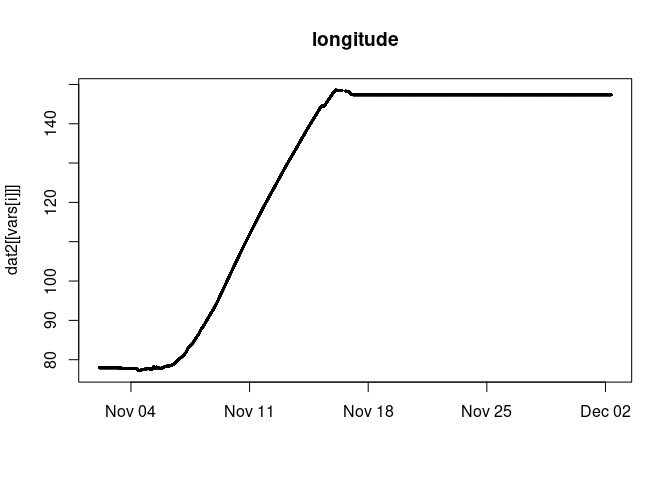 longitude
dat2[[vars[i]]]
140
120
100
90
80
Nov 04
Nov 11
Nov 18
Nov 25
Dec 02